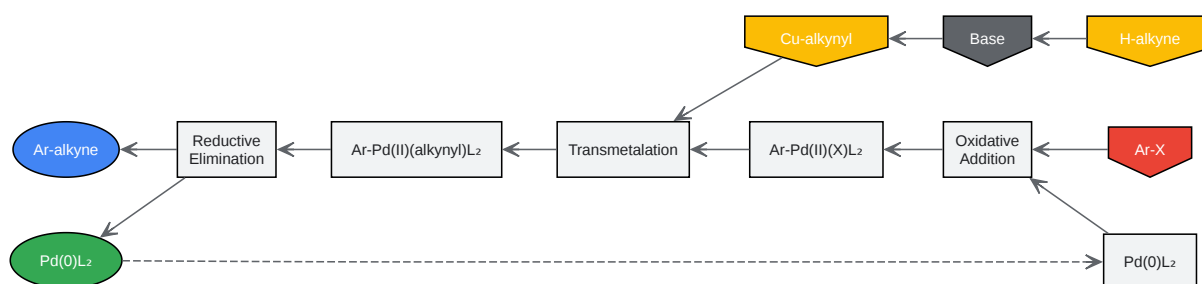 Cu-alkynyl
Base
H-alkyne
Ar-alkyne
Reductive
Elimination
Ar-Pd(II)(alkynyl)L₂
Transmetalation
Ar-Pd(II)(X)L₂
Oxidative
Addition
Ar-X
Pd(0)L₂
Pd(0)L₂